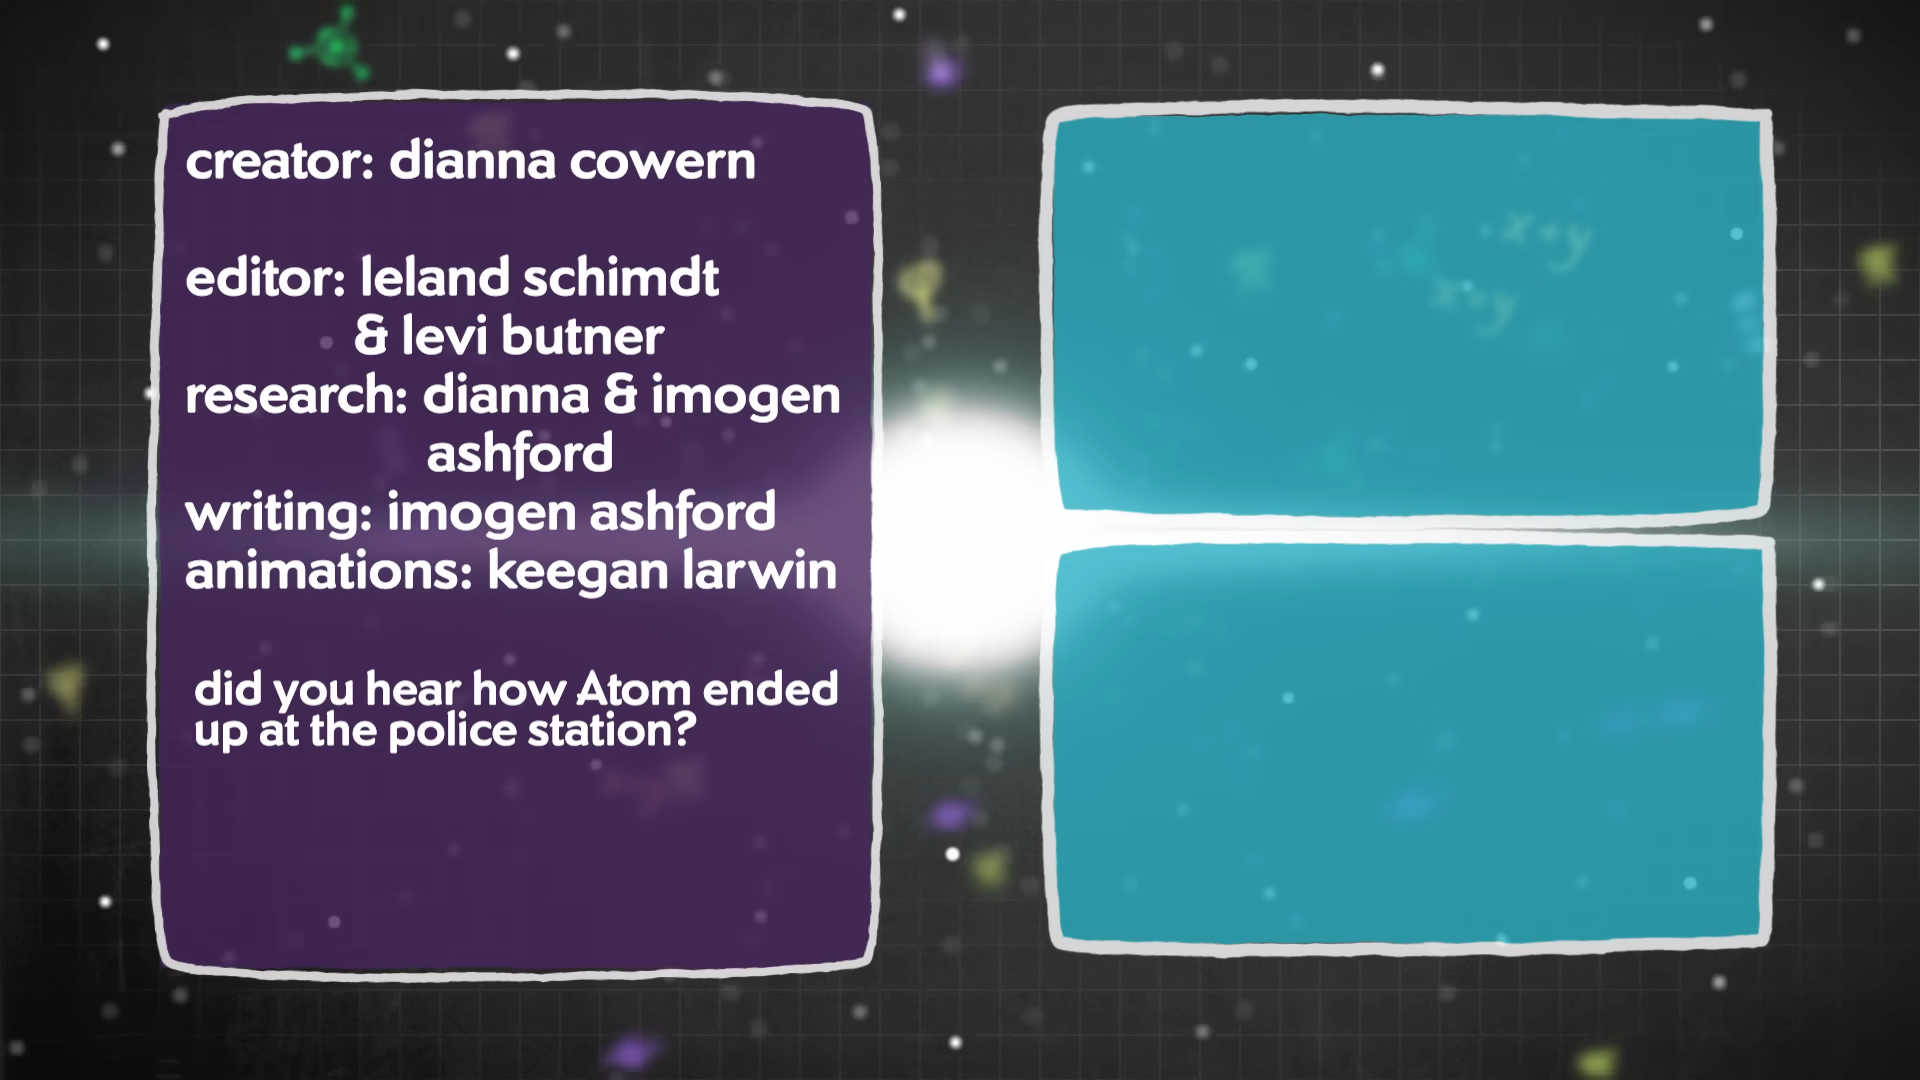 creator: dianna cowern
editor: leland schimdt
& levi butner
research: dianna & imogen
ashford
writing: imogen ashford
animations: keegan larwin
did you hear how Atom ended
up at the police station?
x+y
x+y